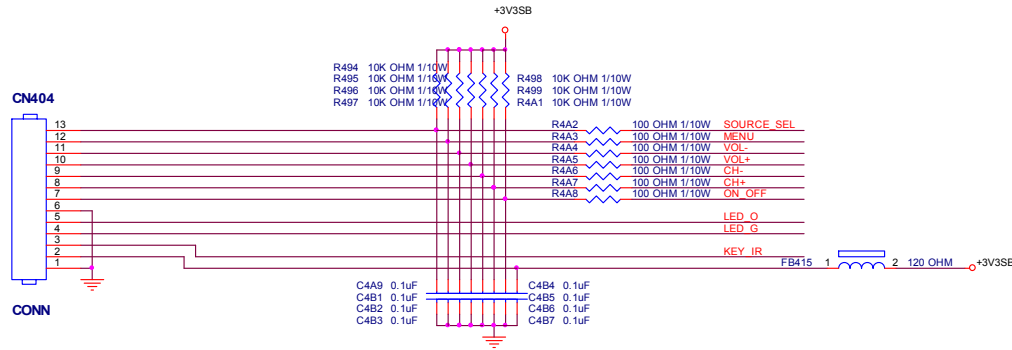 +3V3SB
R494 10K OHM 1/10W
R495 10K OHM 1/10W
R496 10K OHM 1/10W
R497 10K OHM 1/10W
R498 10K OHM 1/10W
R499 10K OHM 1/10W
R4A1 10K OHM 1/10W
CN404
13
12
11
10
9
8
7
6
5
4
3
2
1
CONN
R4A2 100 OHM 1/10W SOURCE_SEL
R4A3 100 OHM 1/10W MENU
R4A4 100 OHM 1/10W VOL-
R4A5 100 OHM 1/10W VOL+
R4A6 100 OHM 1/10W CH-
R4A7 100 OHM 1/10W CH+
R4A8 100 OHM 1/10W ON_OFF
LED_O
LED_G
KEY_IR
FB415 1 2 120 OHM +3V3SB
C4A9 0.1uF
C4B1 0.1uF
C4B2 0.1uF
C4B3 0.1uF
C4B4 0.1uF
C4B5 0.1uF
C4B6 0.1uF
C4B7 0.1uF